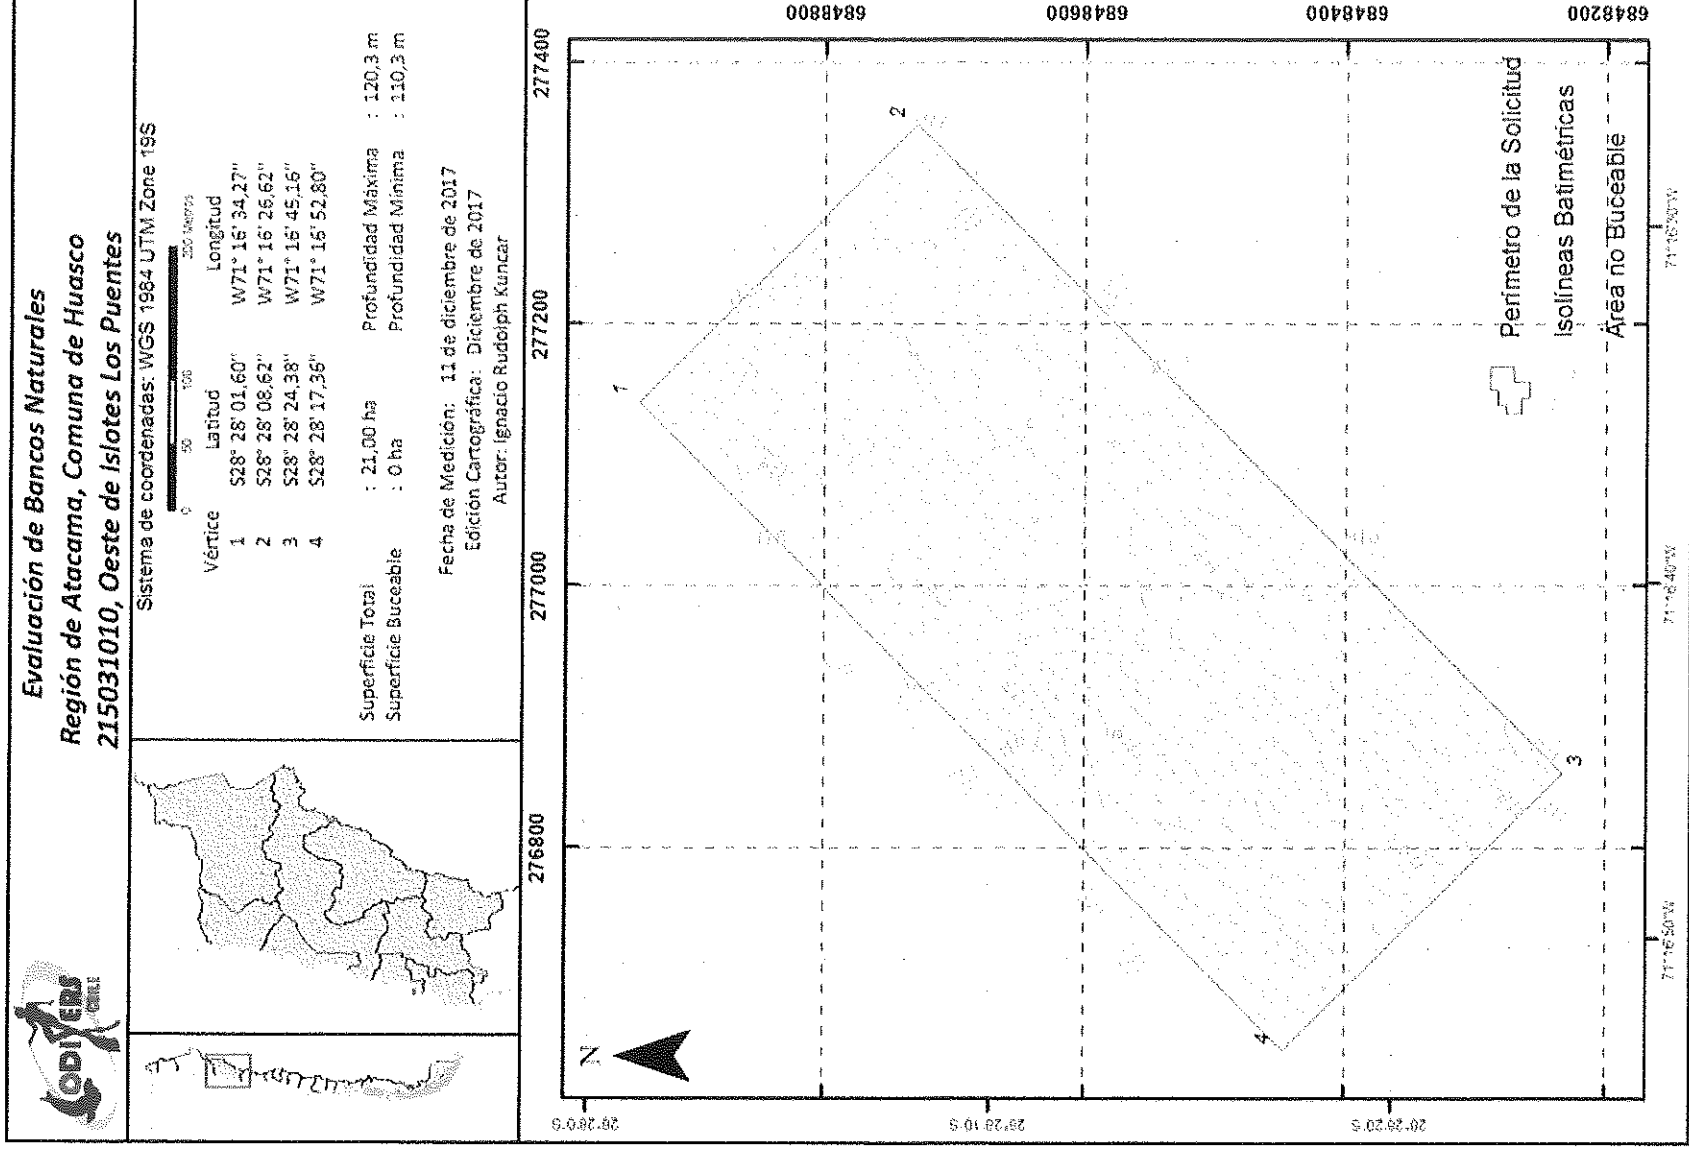 Evaluación de Bancos Naturales
Región de Atacama, Comuna de Huasco
215031010, Oeste de Islotes Los Puentes
CODIVERS
CHILE
Sistema de coordenadas: WGS 1984 UTM Zone 19S
0 50 100 200 Metros
Vértice Latitud Longitud
1 S28° 28' 01,60" W71° 16' 34,27"
2 S28° 28' 08,62" W71° 16' 26,62"
3 S28° 28' 24,38" W71° 16' 45,16"
4 S28° 28' 17,36" W71° 16' 52,80"
Superficie Total : 21,00 ha Profundidad Máxima : 120,3 m
Superficie Buceable : 0 ha Profundidad Mínima : 110,3 m
Fecha de Medición: 11 de diciembre de 2017
Edición Cartográfica: Diciembre de 2017
Autor: Ignacio Rudolph Kuncar
276800 277000 277200 277400
6848800
6848600
6848400
6848200
28°28'0"S
28°28'10"S
28°28'20"S
N
1
2
3
4
Perímetro de la Solicitud
Isolíneas Batimétricas
Área no Buceable
71°16'50"W 71°16'40"W 71°16'30"W